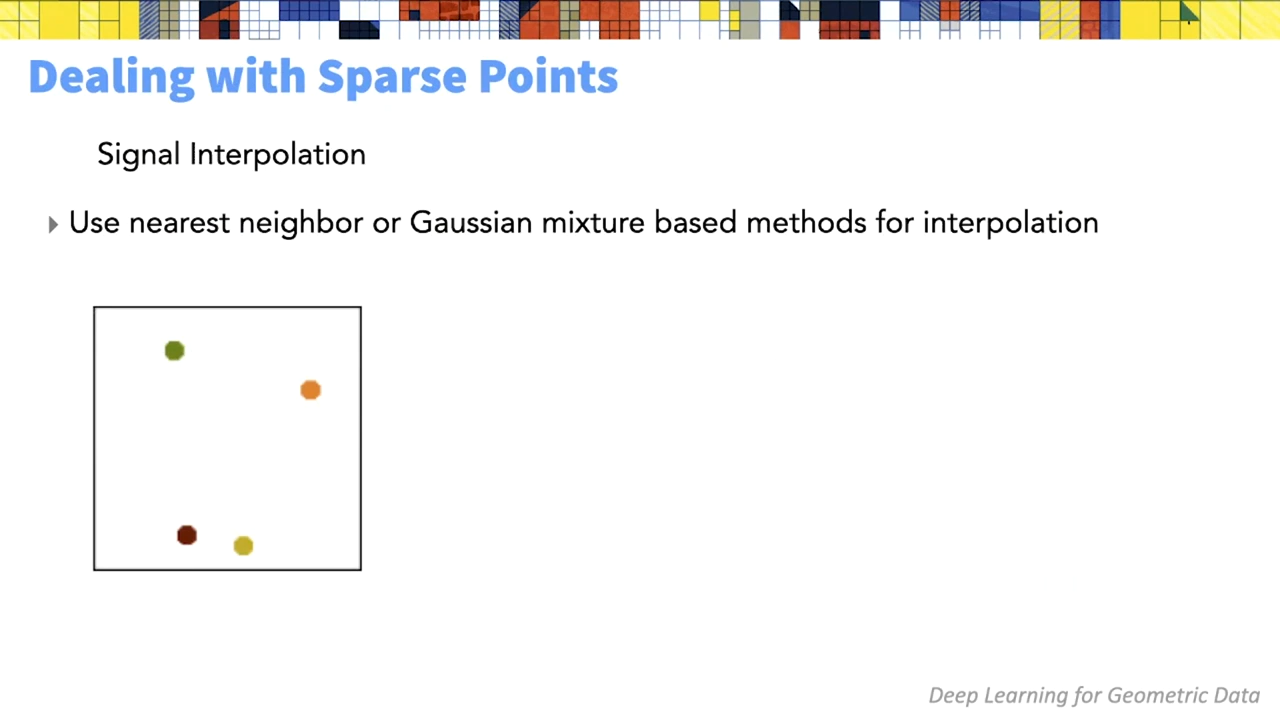 Dealing with Sparse Points
Signal Interpolation
Use nearest neighbor or Gaussian mixture based methods for interpolation
Deep Learning for Geometric Data